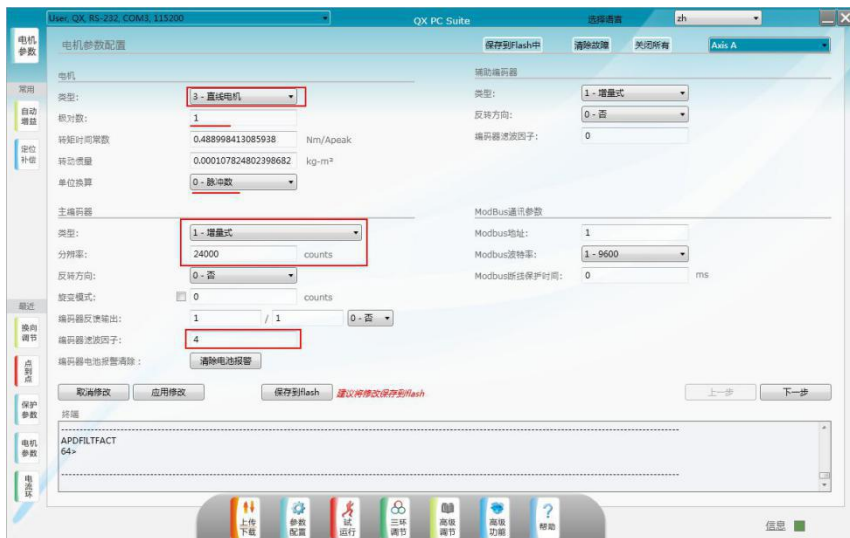 User, QX, RS-232, COM3, 115200
QX PC Suite
选择语言
zh
电机参数
电机参数配置
保存到Flash中
清除故障
关闭所有
Axis A
常用
自动增益
定位补偿
最近
换向调节
点到点
保护参数
电机参数
电流环
电机
类型:
3 - 直线电机
极对数:
1
转矩时间常数
0.488998413085938
Nm/Apeak
转动惯量
0.000107824802398682
kg-m²
单位换算
0 - 脉冲数
辅助编码器
类型:
1 - 增量式
反转方向:
0 - 否
编码器滤波因子:
0
主编码器
类型:
1 - 增量式
分辨率:
24000
counts
反转方向:
0 - 否
旋变模式:
0
counts
编码器反馈输出:
1
/ 1
0 - 否
编码器滤波因子:
4
编码器电池报警清除：
清除电池报警
ModBus通讯参数
Modbus地址:
1
Modbus波特率:
1 - 9600
Modbus断线保护时间:
0
ms
取消修改
应用修改
保存到flash
建议将修改保存到flash
上一步
下一步
终端
APDFILTFACT
64>
上传下载
参数配置
试运行
三环调节
高级调节
高级功能
帮助
信息